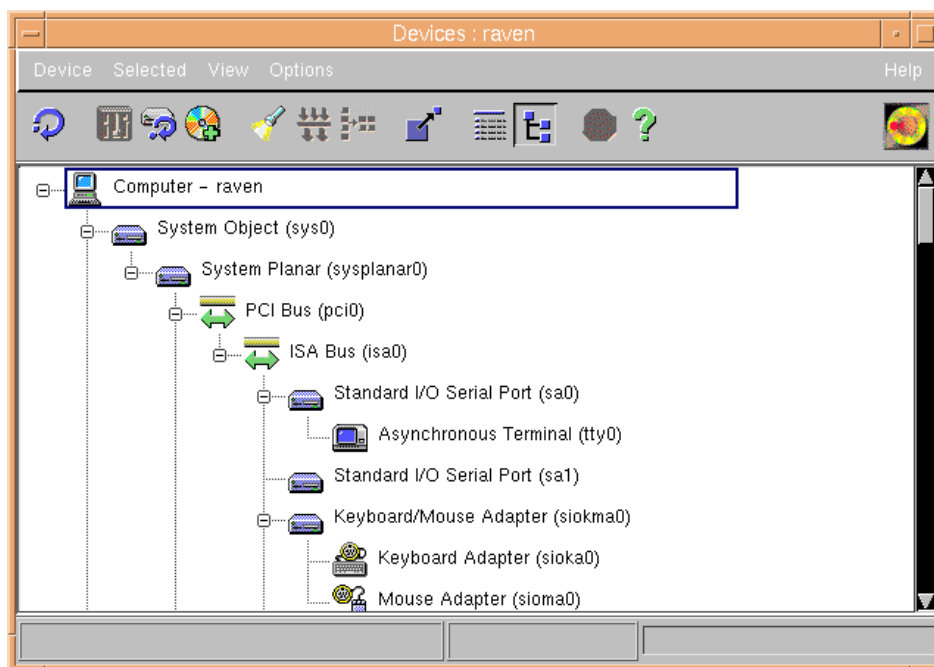 Devices : raven
Device Selected View Options Help
Computer – raven
System Object (sys0)
System Planar (sysplanar0)
PCI Bus (pci0)
ISA Bus (isa0)
Standard I/O Serial Port (sa0)
Asynchronous Terminal (tty0)
Standard I/O Serial Port (sa1)
Keyboard/Mouse Adapter (siokma0)
Keyboard Adapter (sioka0)
Mouse Adapter (sioma0)